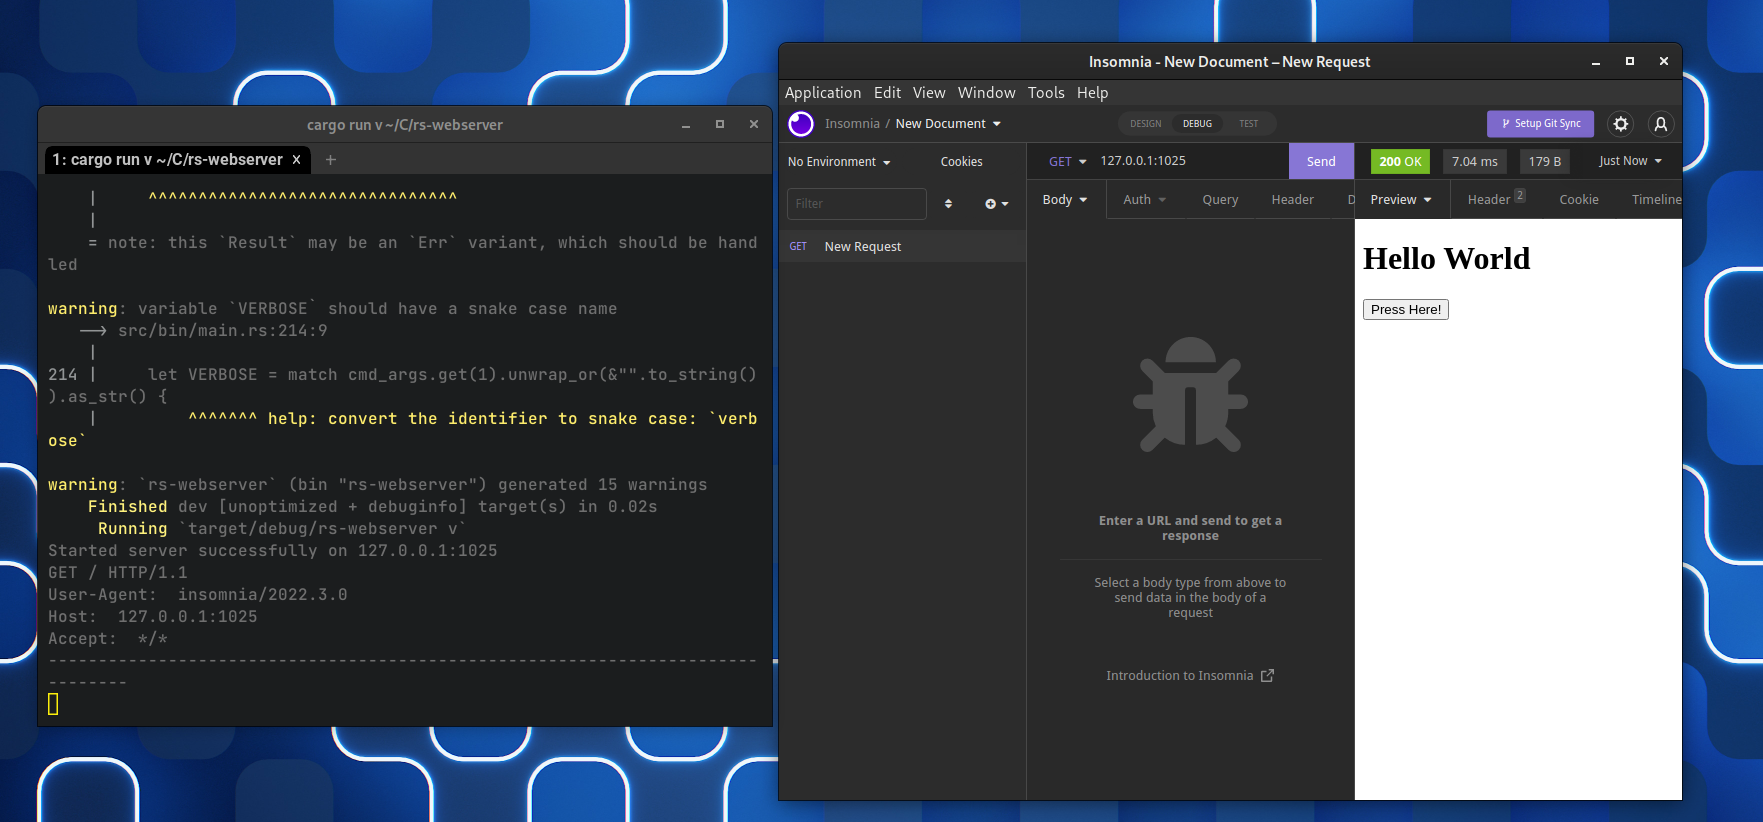 cargo run v ~/C/rs-webserver
1: cargo run v ~/C/rs-webserver × +
| ^^^^^^^^^^^^^^^^^^^^^^^^^^^^^^^
|
= note: this `Result` may be an `Err` variant, which should be hand
led
warning: variable `VERBOSE` should have a snake case name
--> src/bin/main.rs:214:9
|
214 | let VERBOSE = match cmd_args.get(1).unwrap_or(&"".to_string()
).as_str() {
| ^^^^^^^ help: convert the identifier to snake case: `verb
ose`
warning: `rs-webserver` (bin "rs-webserver") generated 15 warnings
Finished dev [unoptimized + debuginfo] target(s) in 0.02s
Running `target/debug/rs-webserver v`
Started server successfully on 127.0.0.1:1025
GET / HTTP/1.1
User-Agent:  insomnia/2022.3.0
Host:  127.0.0.1:1025
Accept:  */*
-----------------------------------------------------------------------
--------
Insomnia - New Document – New Request
Application Edit View Window Tools Help
Insomnia / New Document
DESIGN DEBUG TEST
Setup Git Sync
No Environment Cookies
Filter
GET New Request
GET 127.0.0.1:1025 Send
Body Auth Query Header D
Enter a URL and send to get a
response
Select a body type from above to
send data in the body of a
request
Introduction to Insomnia
200 OK 7.04 ms 179 B Just Now
Preview Header 2 Cookie Timeline
Hello World
Press Here!